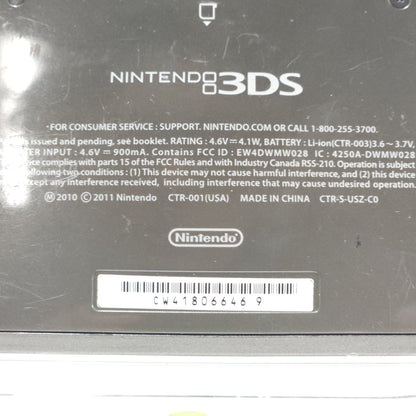 NINTENDO 3DS
· FOR CONSUMER SERVICE : SUPPORT. NINTENDO.COM OR CALL 1-800-255-3700.
issued and pending, see booklet. RATING : 4.6V⎓4.1W, BATTERY : Li-ion(CTR-003)3.6~3.7V,
INPUT : 4.6V⎓900mA. Contains FCC ID : EW4DWMW028 IC : 4250A-DWMW028
complies with parts 15 of the FCC Rules and with Industry Canada RSS-210. Operation is subject
following two conditions : (1) This device may not cause harmful interference, and (2) this device
accept any interference received, including interference that may cause undesired operation.
Ⓜ 2010 © 2011 Nintendo CTR-001(USA) MADE IN CHINA CTR-S-USZ-C0
Nintendo
CW41806646 9